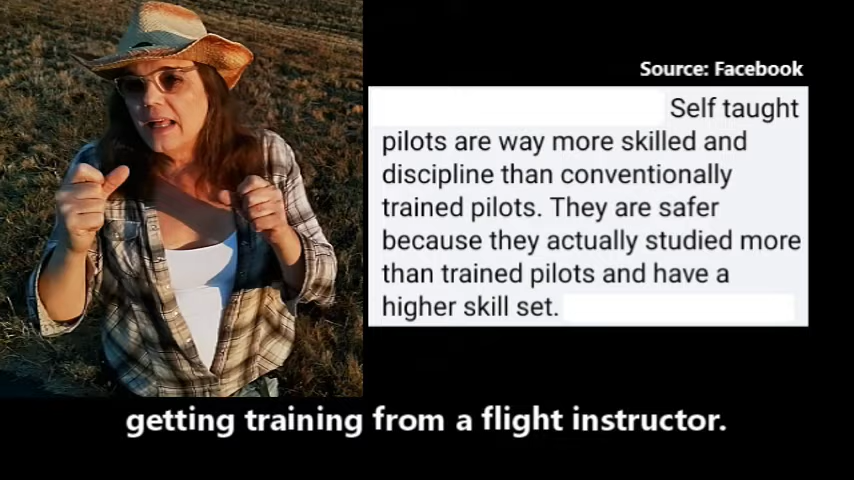 Source: Facebook
Self taught
pilots are way more skilled and
discipline than conventionally
trained pilots. They are safer
because they actually studied more
than trained pilots and have a
higher skill set.
getting training from a flight instructor.